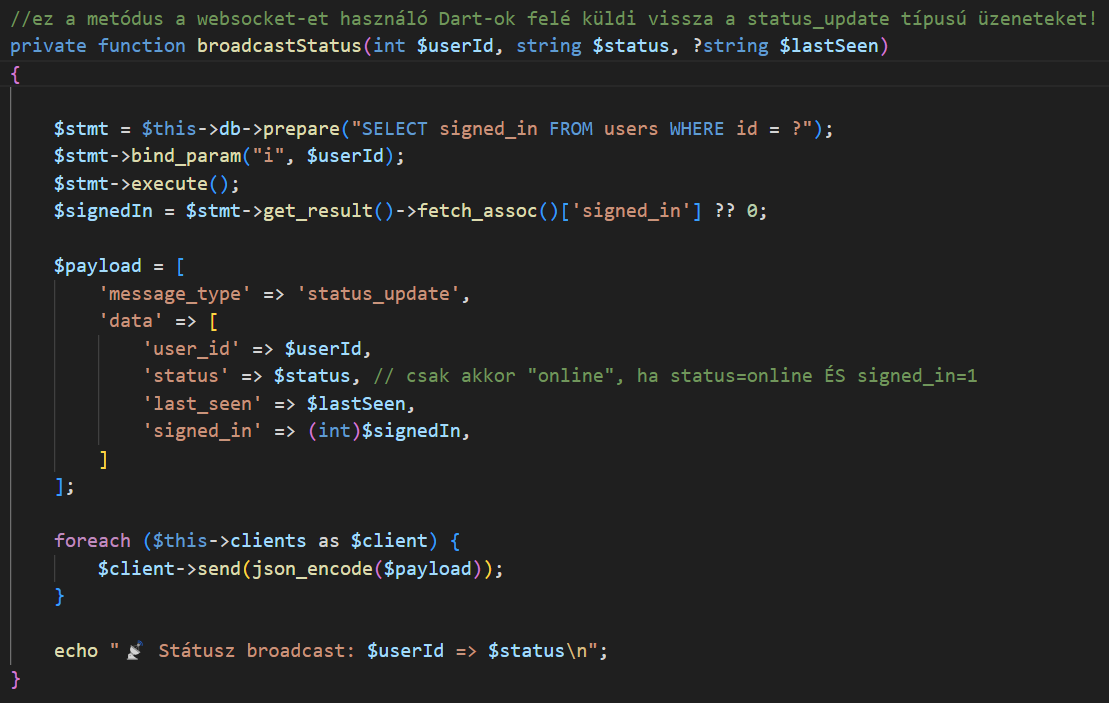 //ez a metódus a websocket-et használó Dart-ok felé küldi vissza a status_update típusú üzeneteket!
private function broadcastStatus(int $userId, string $status, ?string $lastSeen)
{
    $stmt = $this->db->prepare("SELECT signed_in FROM users WHERE id = ?");
    $stmt->bind_param("i", $userId);
    $stmt->execute();
    $signedIn = $stmt->get_result()->fetch_assoc()['signed_in'] ?? 0;
    $payload = [
        'message_type' => 'status_update',
        'data' => [
            'user_id' => $userId,
            'status' => $status, // csak akkor "online", ha status=online ÉS signed_in=1
            'last_seen' => $lastSeen,
            'signed_in' => (int)$signedIn,
        ]
    ];
    foreach ($this->clients as $client) {
        $client->send(json_encode($payload));
    }
    echo "📡 Státusz broadcast: $userId => $status\n";
}